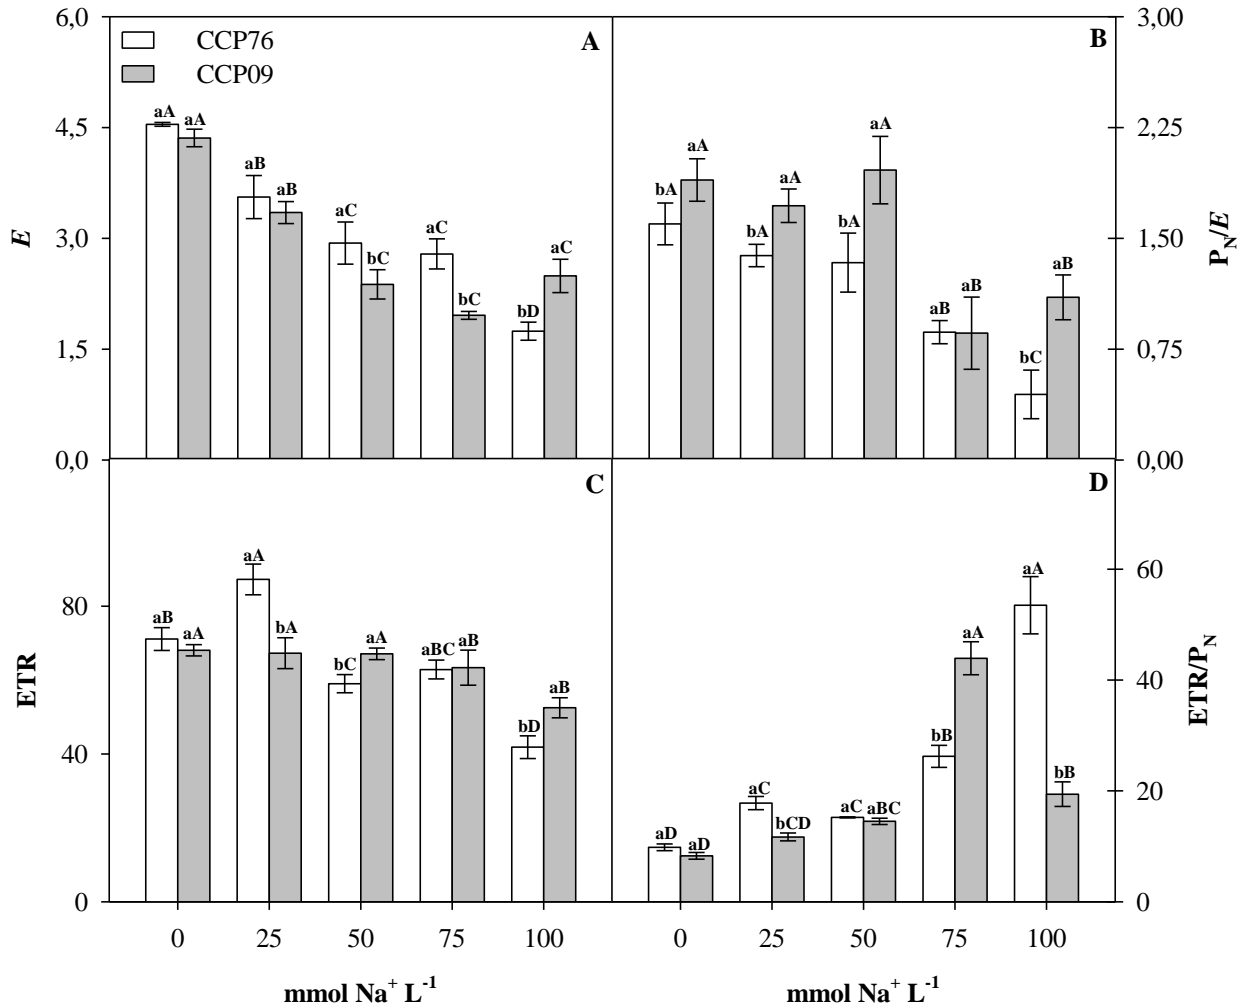 6,0
4,5
3,0
1,5
0,0
E
CCP76
CCP09
A
aA
aA
aB
aB
aC
bC
aC
bC
bD
aC
B
bA
aA
bA
aA
bA
aA
aB
aB
bC
aB
3,00
2,25
1,50
0,75
0,00
P_N/E
80
40
0
ETR
C
aB
aA
aA
bA
bC
aA
aBC
aB
bD
aB
0 25 50 75 100
mmol Na⁺ L⁻¹
D
aD
aD
aC
bCD
aC
aBC
bB
aA
aA
bB
60
40
20
0
ETR/P_N
0 25 50 75 100
mmol Na⁺ L⁻¹